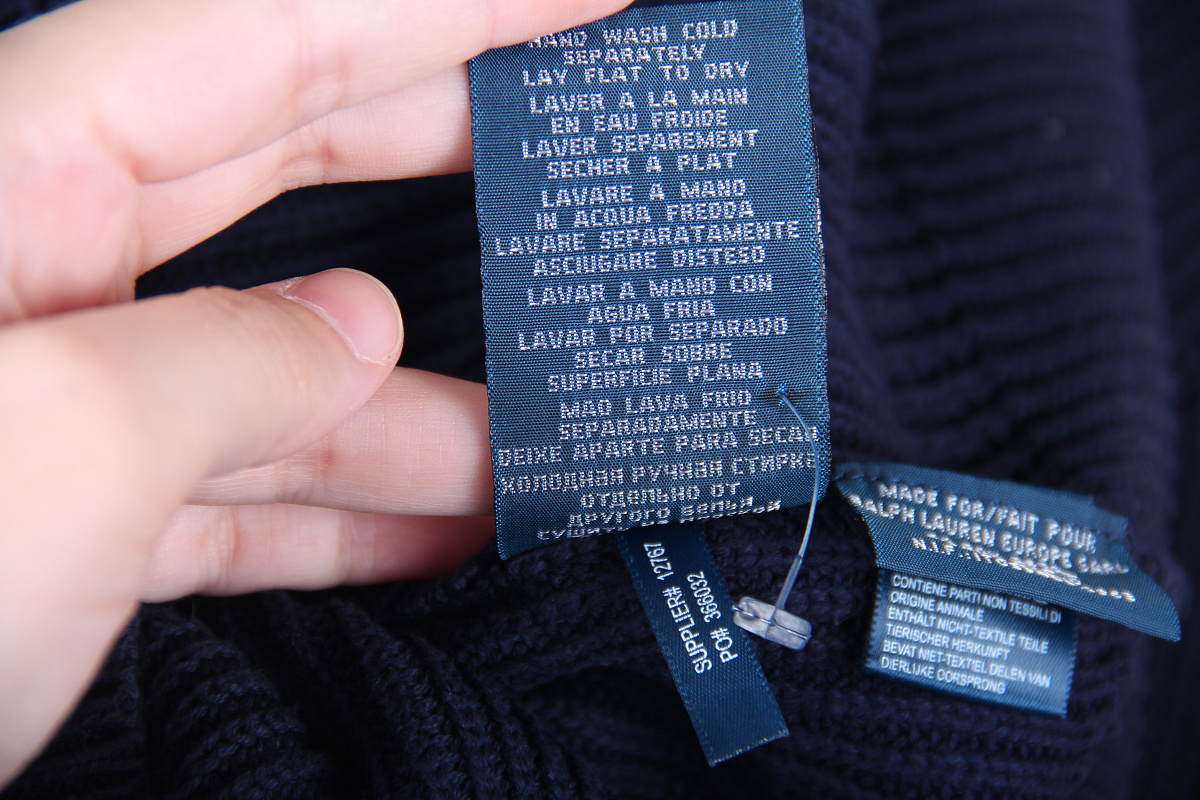 HAND WASH COLD
SEPARATELY
LAY FLAT TO DRY
LAVER A LA MAIN
EN EAU FROIDE
LAVER SEPAREMENT
SECHER A PLAT
LAVARE A MANO
IN ACQUA FREDDA
LAVARE SEPARATAMENTE
ASCIUGARE DISTESO
LAVAR A MANO CON
AGUA FRIA
LAVAR POR SEPARADO
SECAR SOBRE
SUPERFICIE PLANA
MAO LAVA FRIO
SEPARADAMENTE
DEIXE APARTE PARA SECAR
ХОЛОДНАЯ РУЧНАЯ СТИРКЕ
ОТДЕЛЬНО ОТ
ДРУГОГО БЕЛЬЯ
SUPPLIER# 12767
PO# 366032
MADE FOR/FAIT POUR
RALPH LAUREN EUROPE SARL
CONTIENE PARTI NON TESSILI DI
ORIGINE ANIMALE
ENTHÄLT NICHT-TEXTILE TEILE
TIERISCHER HERKUNFT
BEVAT NIET-TEXTIEL DELEN VAN
DIERLIJKE OORSPRONG